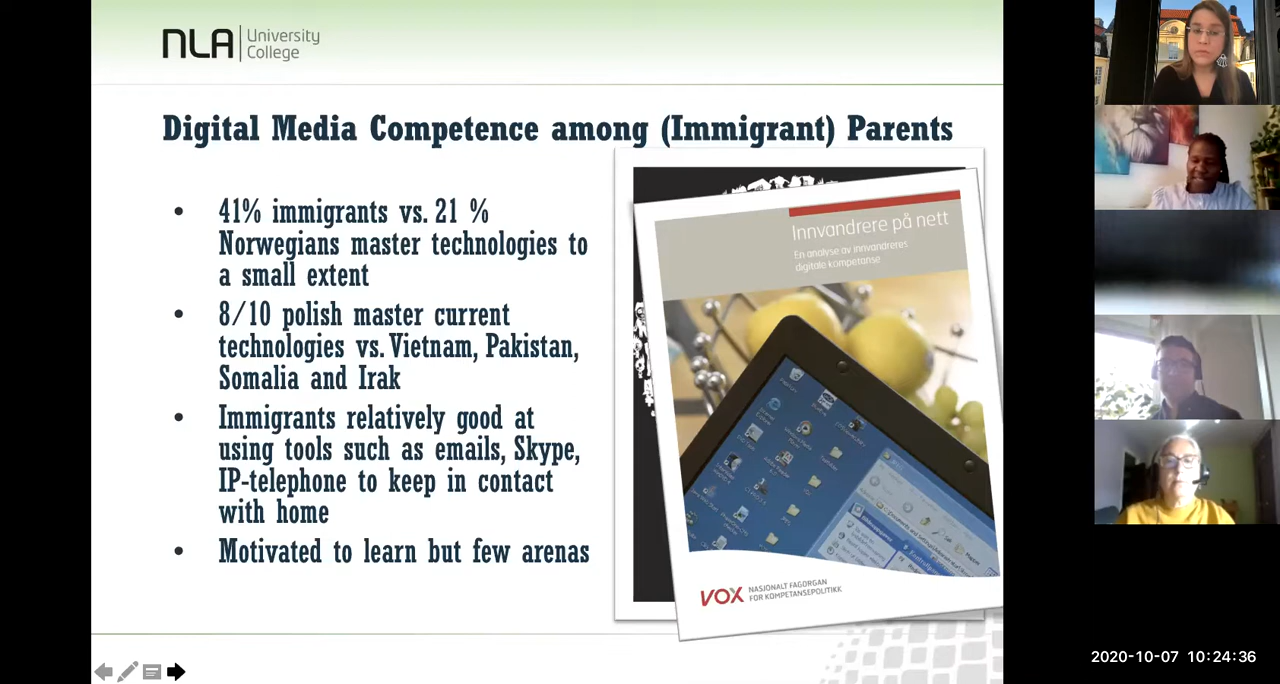 NLA University
College
Digital Media Competence among (Immigrant) Parents
• 41% immigrants vs. 21 %
Norwegians master technologies to
a small extent
• 8/10 polish master current
technologies vs. Vietnam, Pakistan,
Somalia and Irak
• Immigrants relatively good at
using tools such as emails, Skype,
IP-telephone to keep in contact
with home
• Motivated to learn but few arenas
Innvandrere på nett
En analyse av innvandreres
digitale kompetanse
VOX NASJONALT FAGORGAN
FOR KOMPETANSEPOLITIKK
2020-10-07 10:24:36